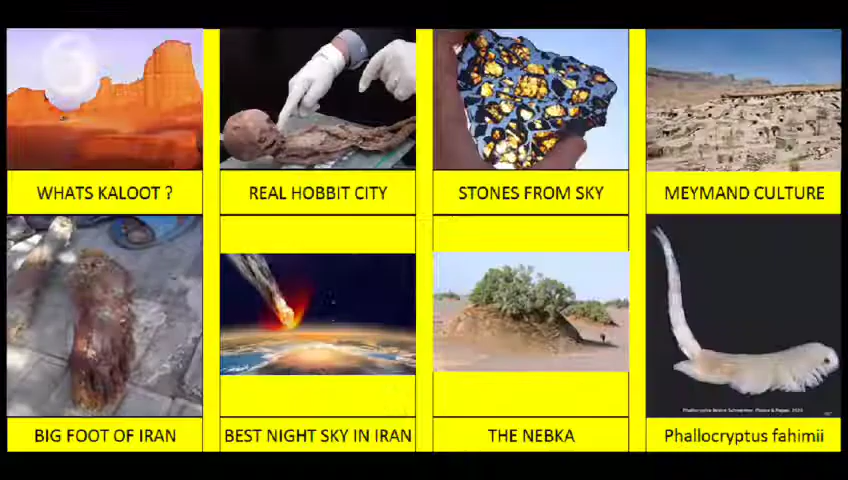 WHATS KALOOT ?
REAL HOBBIT CITY
STONES FROM SKY
MEYMAND CULTURE
BIG FOOT OF IRAN
BEST NIGHT SKY IN IRAN
THE NEBKA
Phallocryptus fahimii